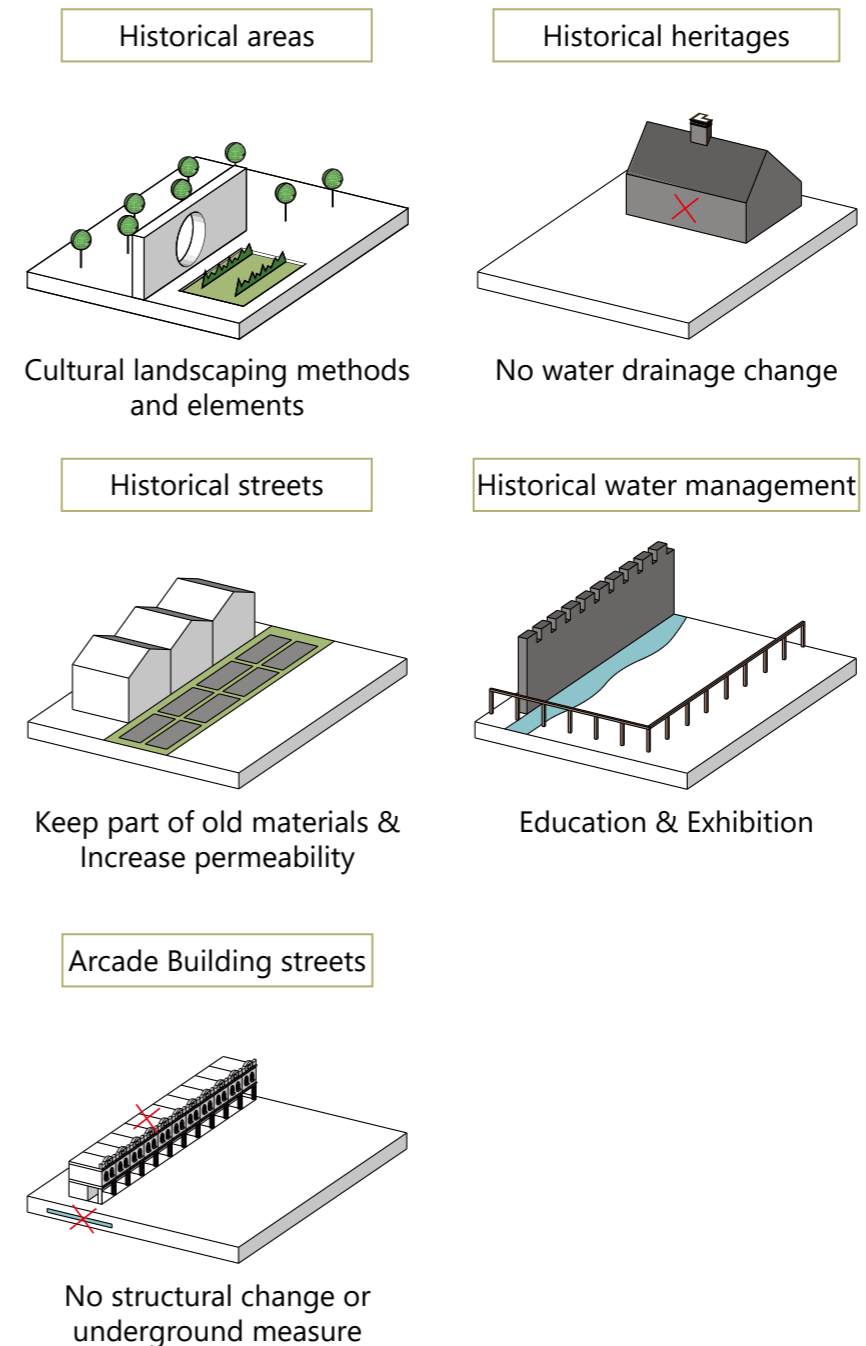 Historical areas
Historical heritages
Cultural landscaping methods
and elements
No water drainage change
Historical streets
Historical water management
Keep part of old materials &
Increase permeability
Education & Exhibition
Arcade Building streets
No structural change or
underground measure